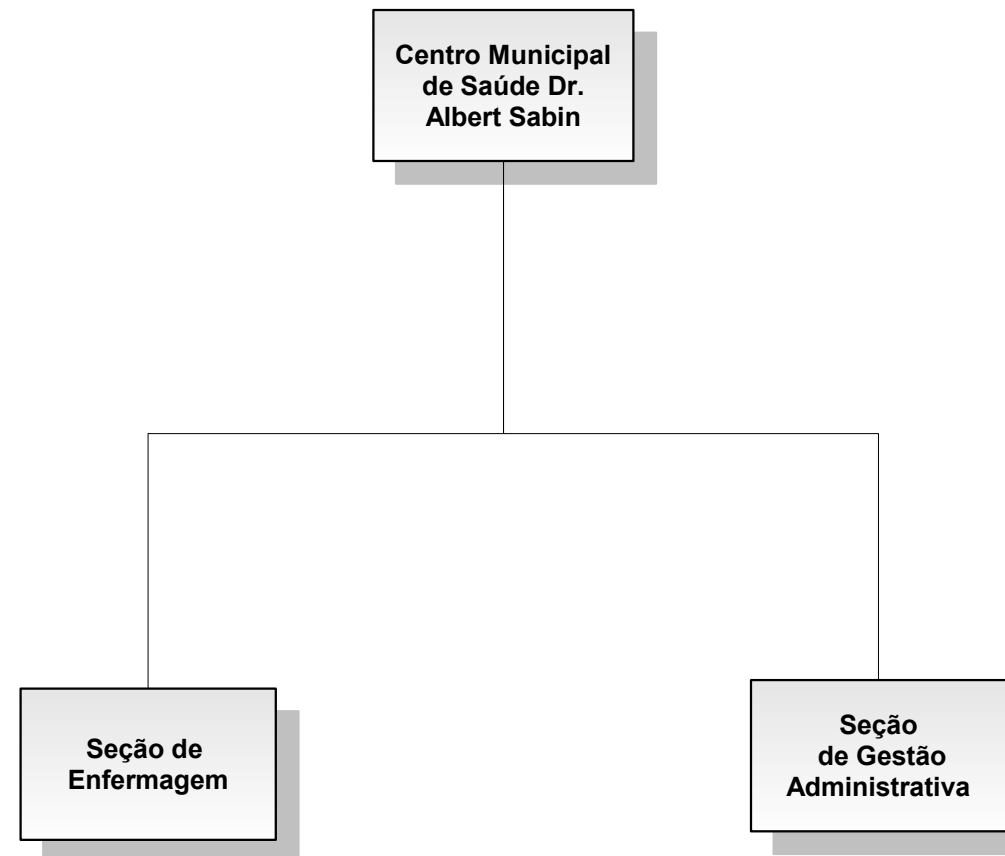 Centro Municipal
de Saúde Dr.
Albert Sabin
Seção de
Enfermagem
Seção
de Gestão
Administrativa